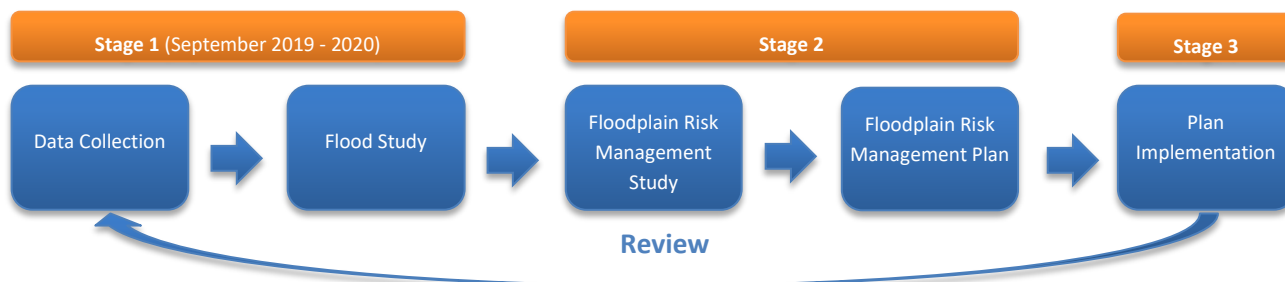 Stage 1 (September 2019 - 2020)
Stage 2
Stage 3
Data Collection
Flood Study
Floodplain Risk
Management
Study
Floodplain Risk
Management Plan
Plan
Implementation
Review